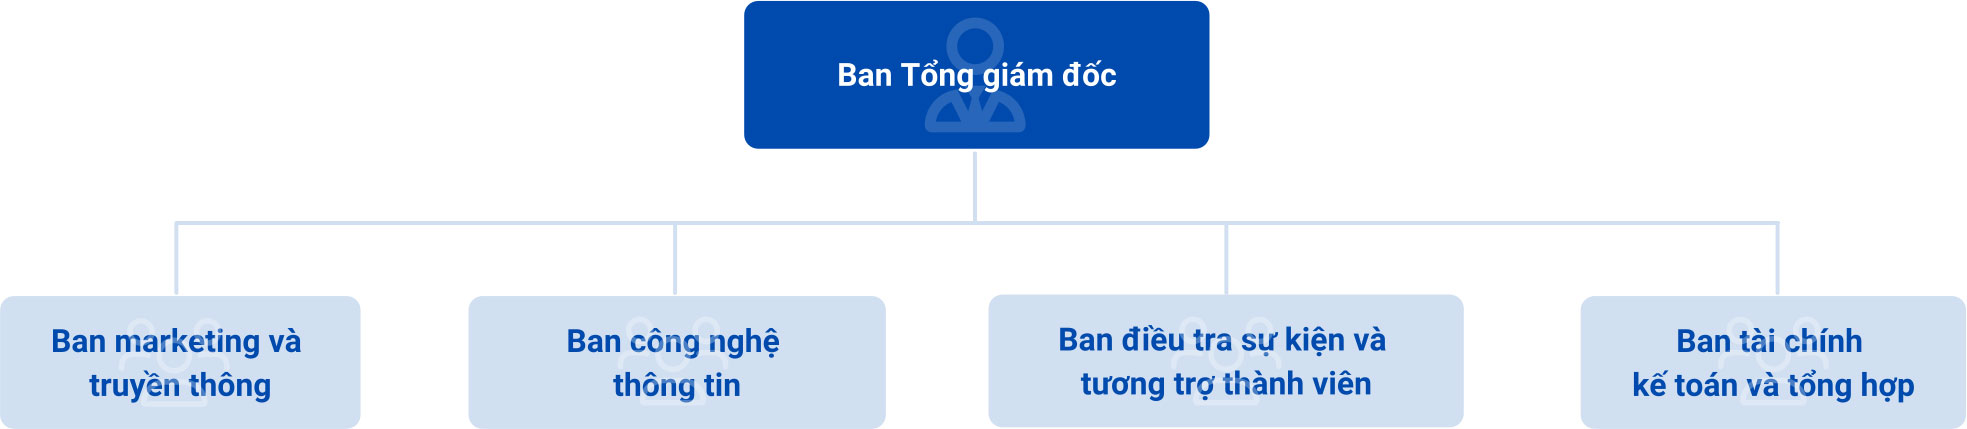 Ban Tổng giám đốc
Ban marketing và
truyền thông
Ban công nghệ
thông tin
Ban điều tra sự kiện và
tương trợ thành viên
Ban tài chính
kế toán và tổng hợp